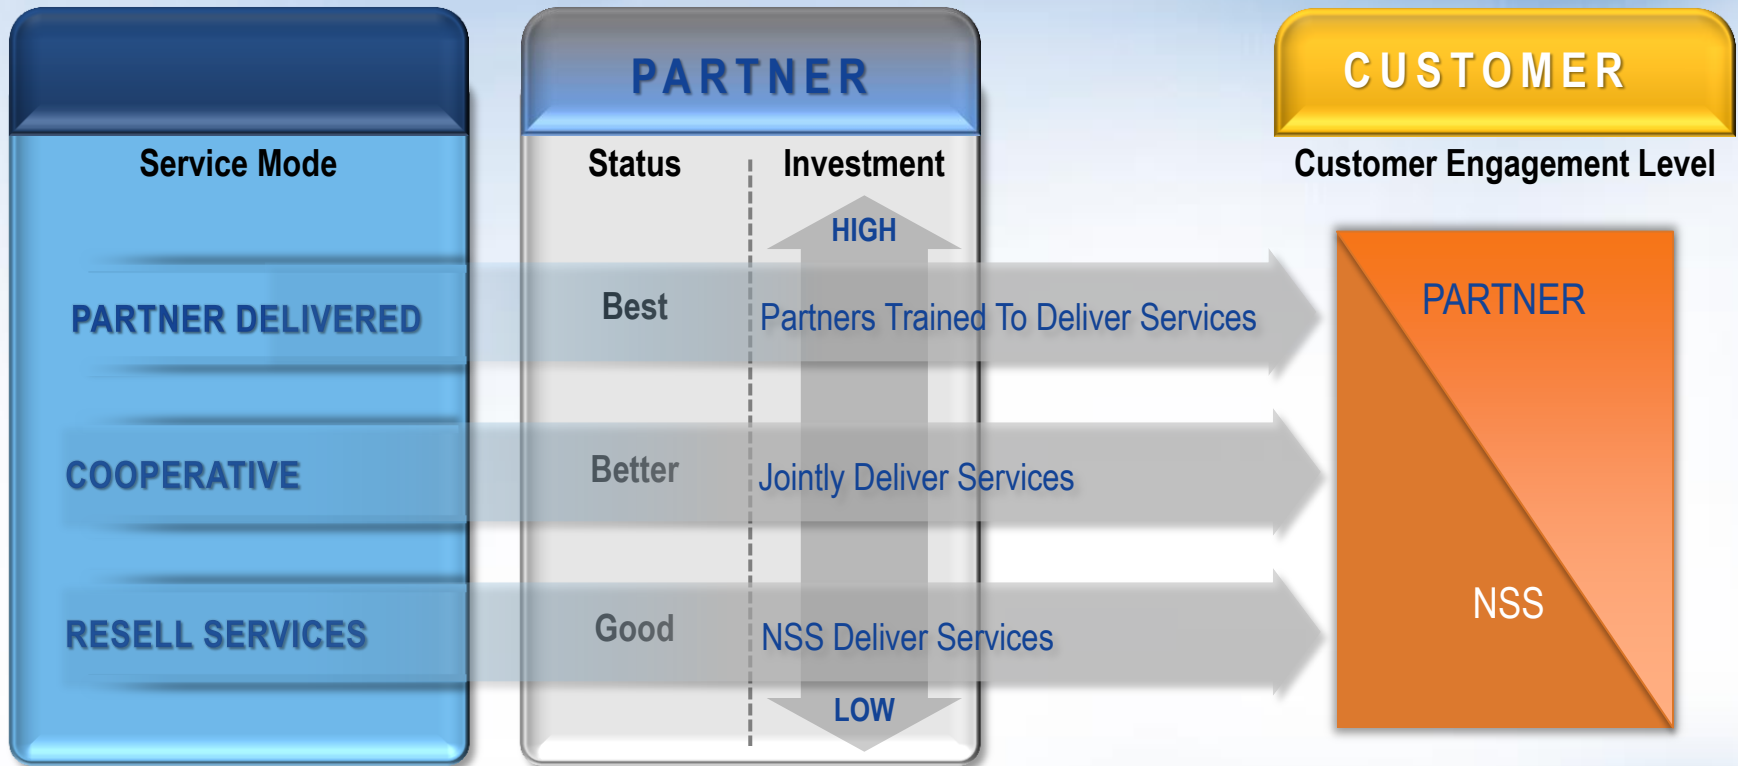 PARTNER
CUSTOMER
Service Mode
Status
Investment
Customer Engagement Level
HIGH
PARTNER DELIVERED
Best
Partners Trained To Deliver Services
PARTNER
COOPERATIVE
Better
Jointly Deliver Services
RESELL SERVICES
Good
NSS Deliver Services
NSS
LOW